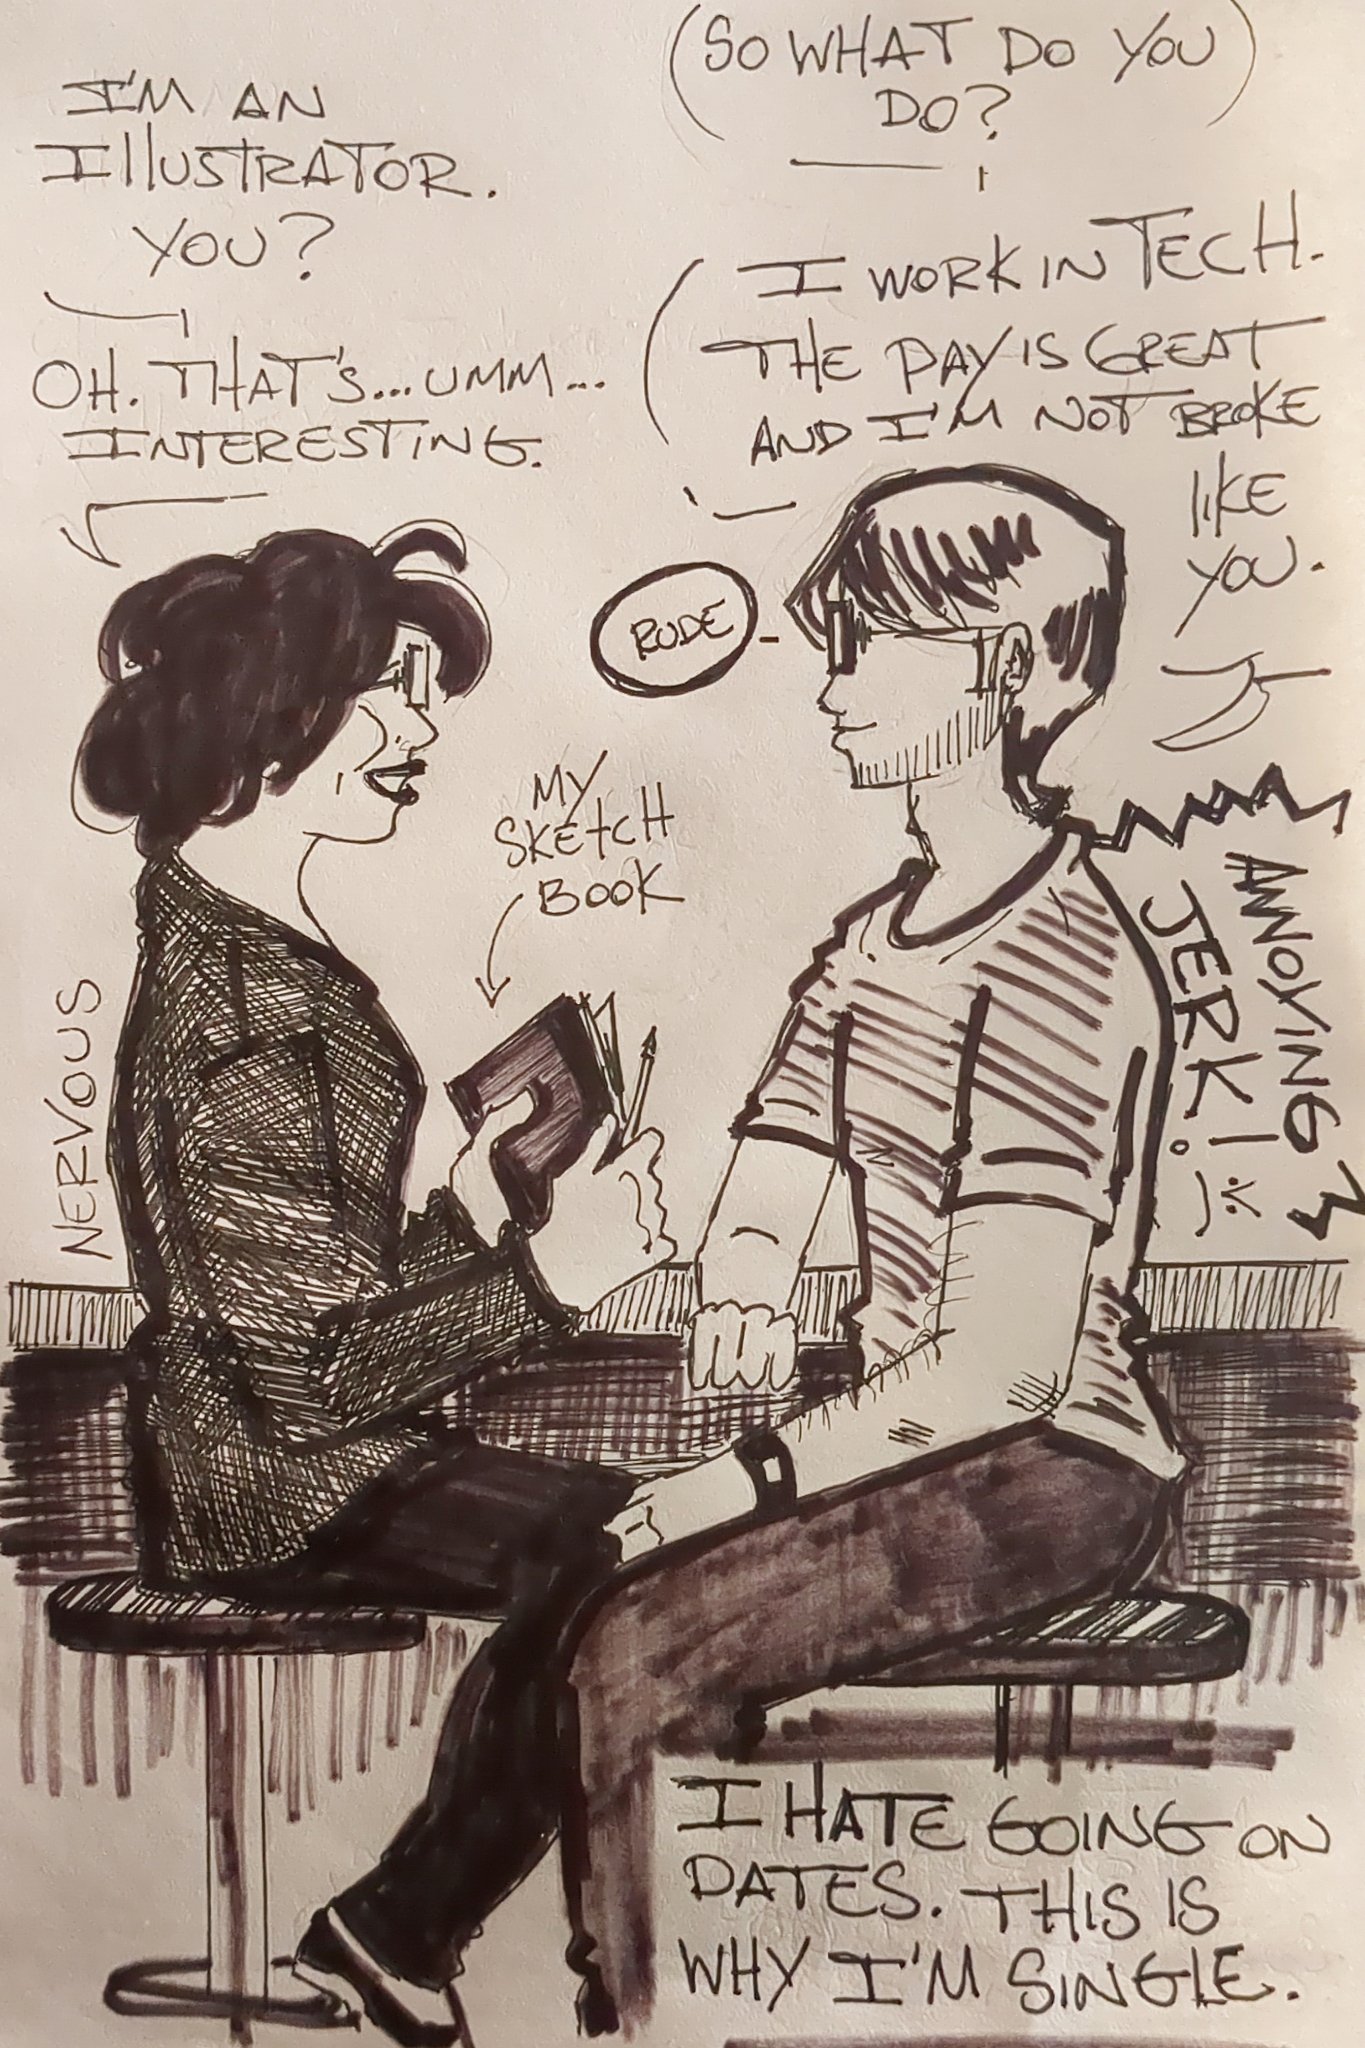 (SO WHAT DO YOU
DO?)
I'M AN
ILLUSTRATOR.
YOU?
I WORK IN TECH.
THE PAY IS GREAT
AND I'M NOT BROKE
LIKE
YOU.
OH. THAT'S...UMM...
INTERESTING.
RUDE
MY
SKETCH
BOOK
NERVOUS
ANNOYING
JERK! :(
I HATE GOING ON
DATES. THIS IS
WHY I'M SINGLE.